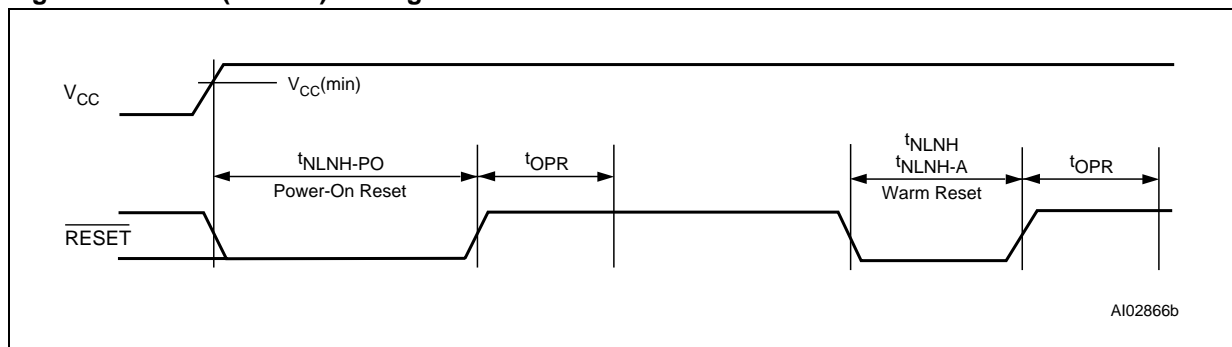 VCC
VCC(min)
tNLNH-PO
Power-On Reset
tOPR
tNLNH
tNLNH-A
Warm Reset
tOPR
RESET
AI02866b